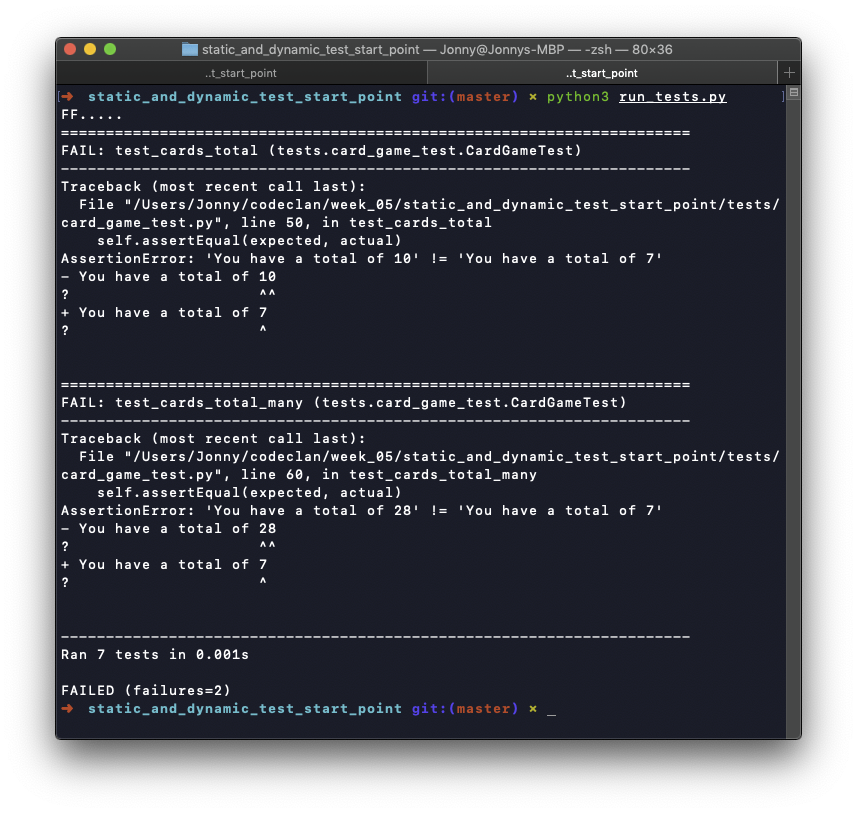 static_and_dynamic_test_start_point — Jonny@Jonnys-MBP — -zsh — 80×36
..t_start_point ..t_start_point +
[➜  static_and_dynamic_test_start_point git:(master) × python3 run_tests.py ]
FF.....
======================================================================
FAIL: test_cards_total (tests.card_game_test.CardGameTest)
----------------------------------------------------------------------
Traceback (most recent call last):
  File "/Users/Jonny/codeclan/week_05/static_and_dynamic_test_start_point/tests/
card_game_test.py", line 50, in test_cards_total
    self.assertEqual(expected, actual)
AssertionError: 'You have a total of 10' != 'You have a total of 7'
- You have a total of 10
?                     ^^
+ You have a total of 7
?                     ^
======================================================================
FAIL: test_cards_total_many (tests.card_game_test.CardGameTest)
----------------------------------------------------------------------
Traceback (most recent call last):
  File "/Users/Jonny/codeclan/week_05/static_and_dynamic_test_start_point/tests/
card_game_test.py", line 60, in test_cards_total_many
    self.assertEqual(expected, actual)
AssertionError: 'You have a total of 28' != 'You have a total of 7'
- You have a total of 28
?                     ^^
+ You have a total of 7
?                     ^
----------------------------------------------------------------------
Ran 7 tests in 0.001s
FAILED (failures=2)
➜  static_and_dynamic_test_start_point git:(master) × _